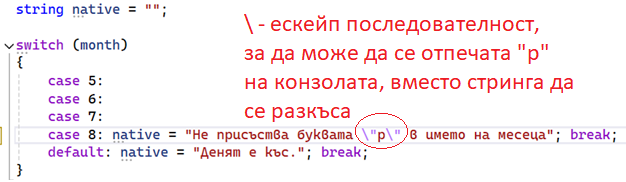 string native = "";
switch (month)
{
case 5:
case 6:
case 7:
case 8: native = "Не присъства буквата \"р\" в името на месеца"; break;
default: native = "Денят е къс."; break;
}
\ - ескейп последователност,
за да може да се отпечата "р"
на конзолата, вместо стринга да
се разкъса